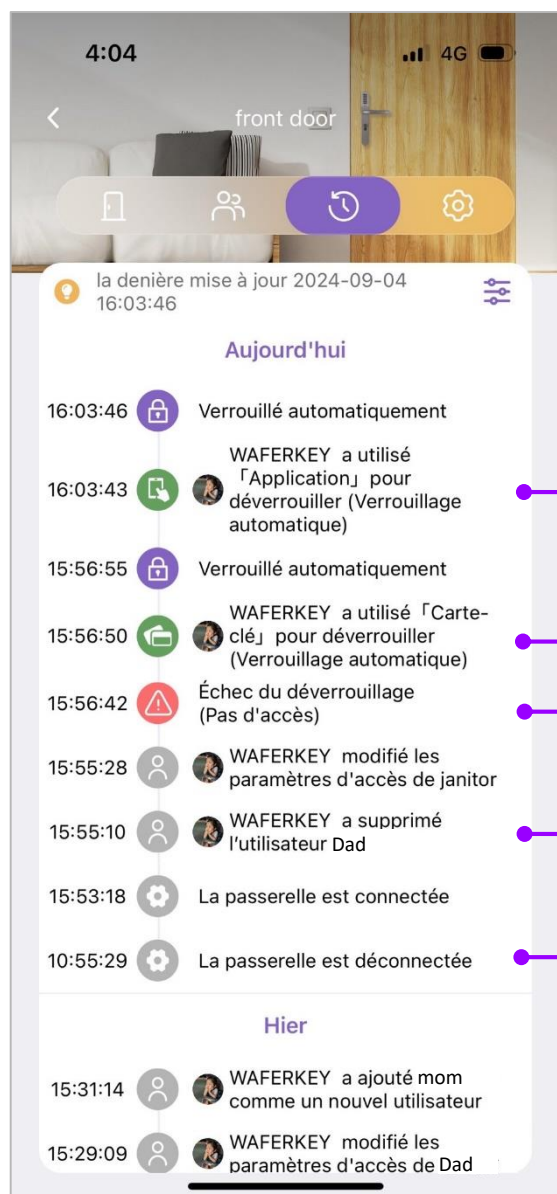 4:04
4G
front door
la denière mise à jour 2024-09-04
16:03:46
Aujourd'hui
16:03:46 Verrouillé automatiquement
WAFERKEY a utilisé
16:03:43 「Application」 pour
déverrouiller (Verrouillage
automatique)
15:56:55 Verrouillé automatiquement
WAFERKEY a utilisé 「Carte-
15:56:50 clé」 pour déverrouiller
(Verrouillage automatique)
15:56:42 Échec du déverrouillage
(Pas d'accès)
15:55:28 WAFERKEY modifié les
paramètres d'accès de janitor
15:55:10 WAFERKEY a supprimé
l'utilisateur Dad
15:53:18 La passerelle est connectée
10:55:29 La passerelle est déconnectée
Hier
15:31:14 WAFERKEY a ajouté mom
comme un nouvel utilisateur
15:29:09 WAFERKEY modifié les
paramètres d'accès de Dad